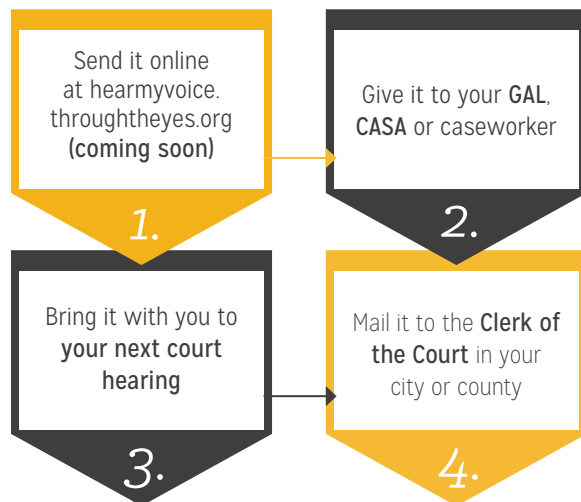 Send it online
at hearmyvoice.
throughtheeyes.org
(coming soon)
1.
Give it to your GAL,
CASA or caseworker
2.
Bring it with you to
your next court
hearing
3.
Mail it to the Clerk of
the Court in your
city or county
4.